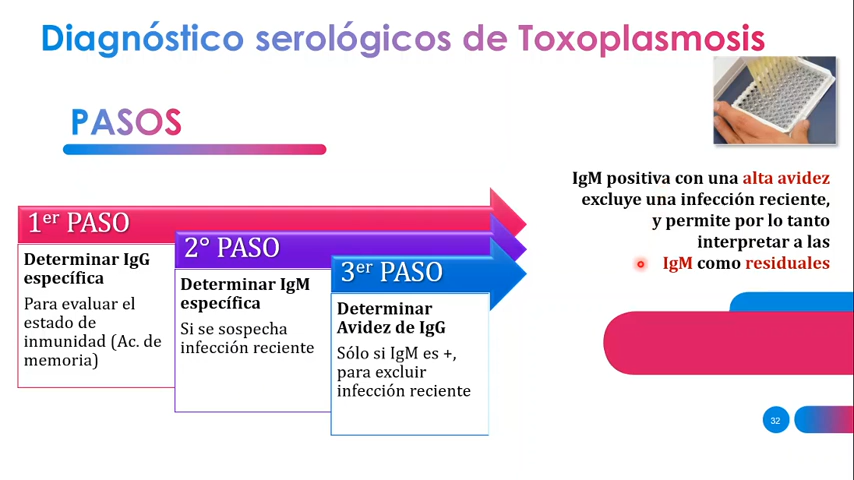 Diagnóstico serológicos de Toxoplasmosis
PASOS
1er PASO
Determinar IgG
específica
Para evaluar el
estado de
inmunidad (Ac. de
memoria)
2° PASO
Determinar IgM
específica
Si se sospecha
infección reciente
3er PASO
Determinar
Avidez de IgG
Sólo si IgM es +,
para excluir
infección reciente
IgM positiva con una alta avidez
excluye una infección reciente,
y permite por lo tanto
interpretar a las
IgM como residuales
32